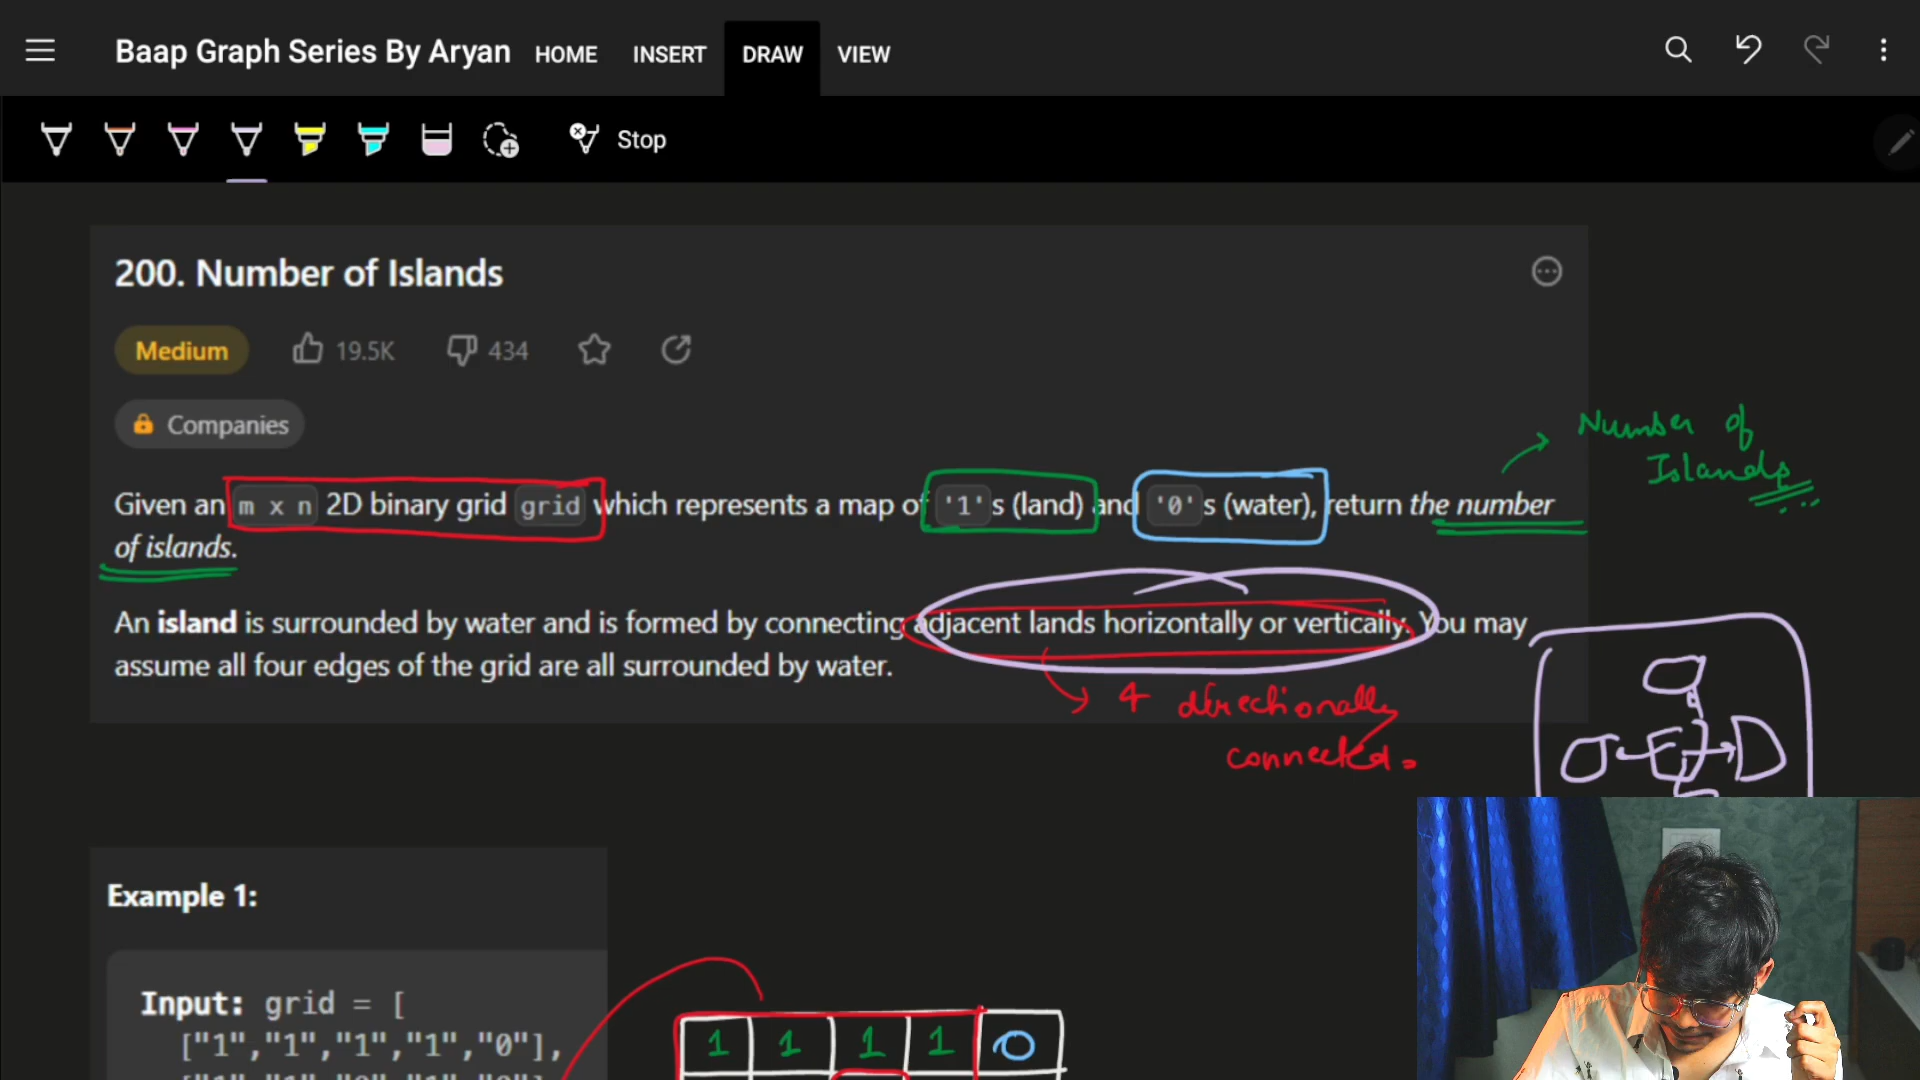 Baap Graph Series By Aryan HOME INSERT DRAW VIEW
Stop
200. Number of Islands
Medium 19.5K 434
Companies
Number of
Islands
Given an m x n 2D binary grid grid which represents a map of '1's (land) and '0's (water), return the number
of islands.
An island is surrounded by water and is formed by connecting adjacent lands horizontally or vertically. You may
assume all four edges of the grid are all surrounded by water.
4 directionally
connected.
Example 1:
Input: grid = [
["1","1","1","1","0"],
1 1 1 1 0